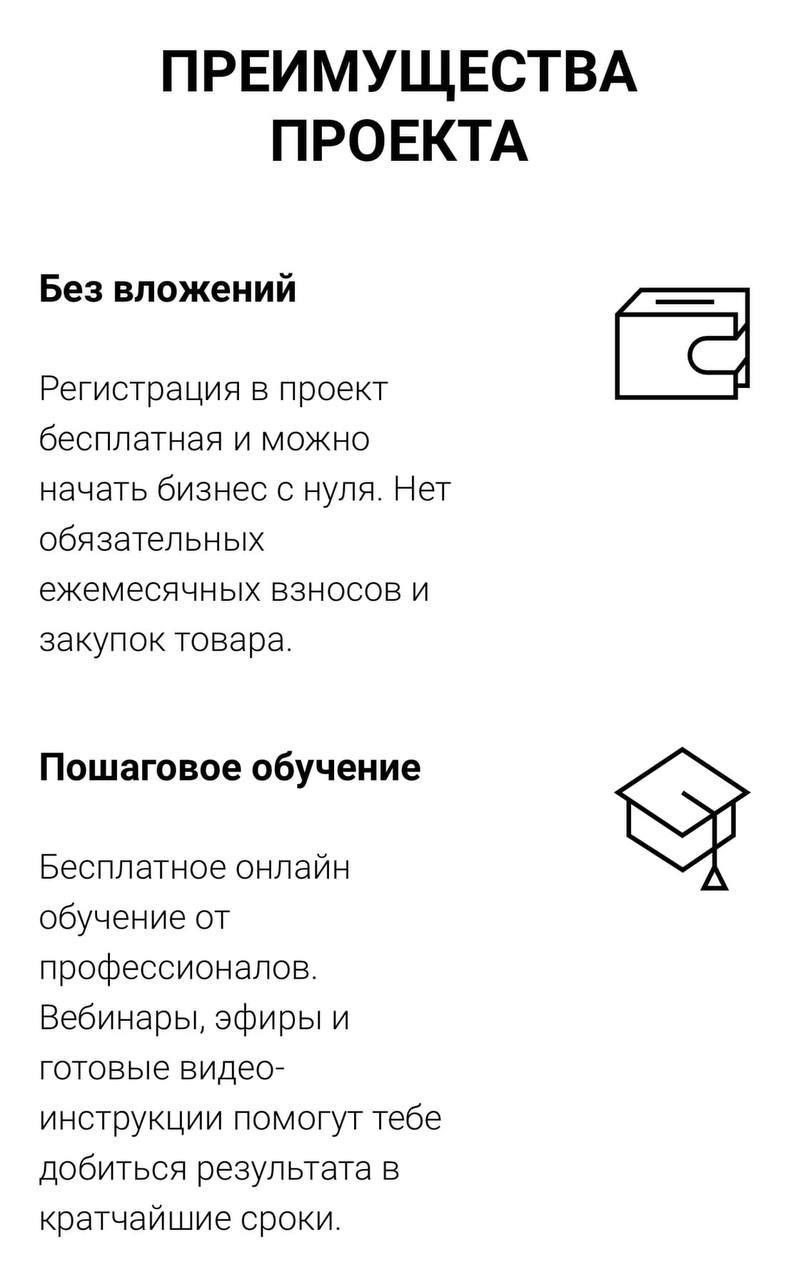 ПРЕИМУЩЕСТВА
ПРОЕКТА
Без вложений
Регистрация в проект
бесплатная и можно
начать бизнес с нуля. Нет
обязательных
ежемесячных взносов и
закупок товара.
Пошаговое обучение
Бесплатное онлайн
обучение от
профессионалов.
Вебинары, эфиры и
готовые видео-
инструкции помогут тебе
добиться результата в
кратчайшие сроки.